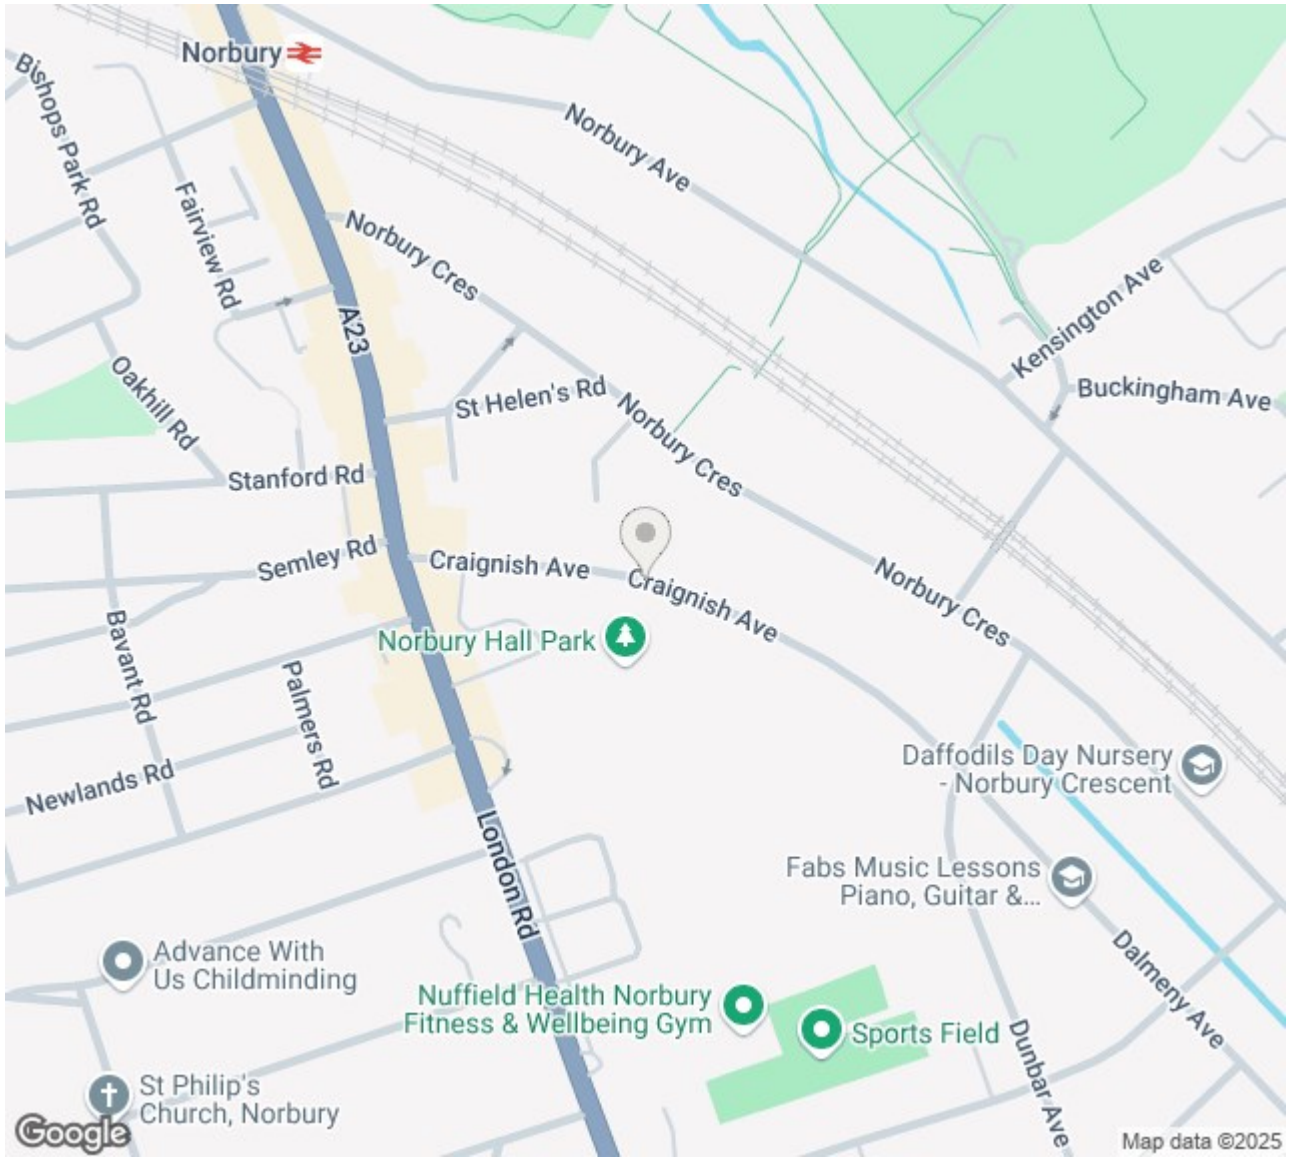 Norbury
Bishops Park Rd
Fairview Rd
Norbury Ave
Norbury Cres
A23
Kensington Ave
Buckingham Ave
Oakhill Rd
St Helen's Rd
Norbury Cres
Stanford Rd
Semley Rd
Craignish Ave
Craignish Ave
Norbury Cres
Bavant Rd
Norbury Hall Park
Palmers Rd
Newlands Rd
Daffodils Day Nursery
- Norbury Crescent
London Rd
Fabs Music Lessons
Piano, Guitar &...
Advance With
Us Childminding
Dalmeny Ave
Nuffield Health Norbury
Fitness & Wellbeing Gym
Sports Field
Dunbar Ave
St Philip's
Church, Norbury
Google
Map data ©2025